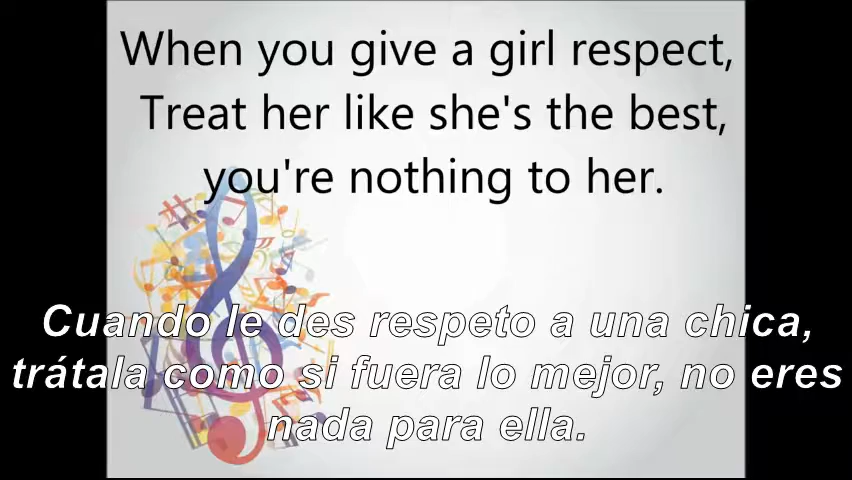 When you give a girl respect,
Treat her like she's the best,
you're nothing to her.
Cuando le des respeto a una chica,
trátala como si fuera lo mejor, no eres
nada para ella.